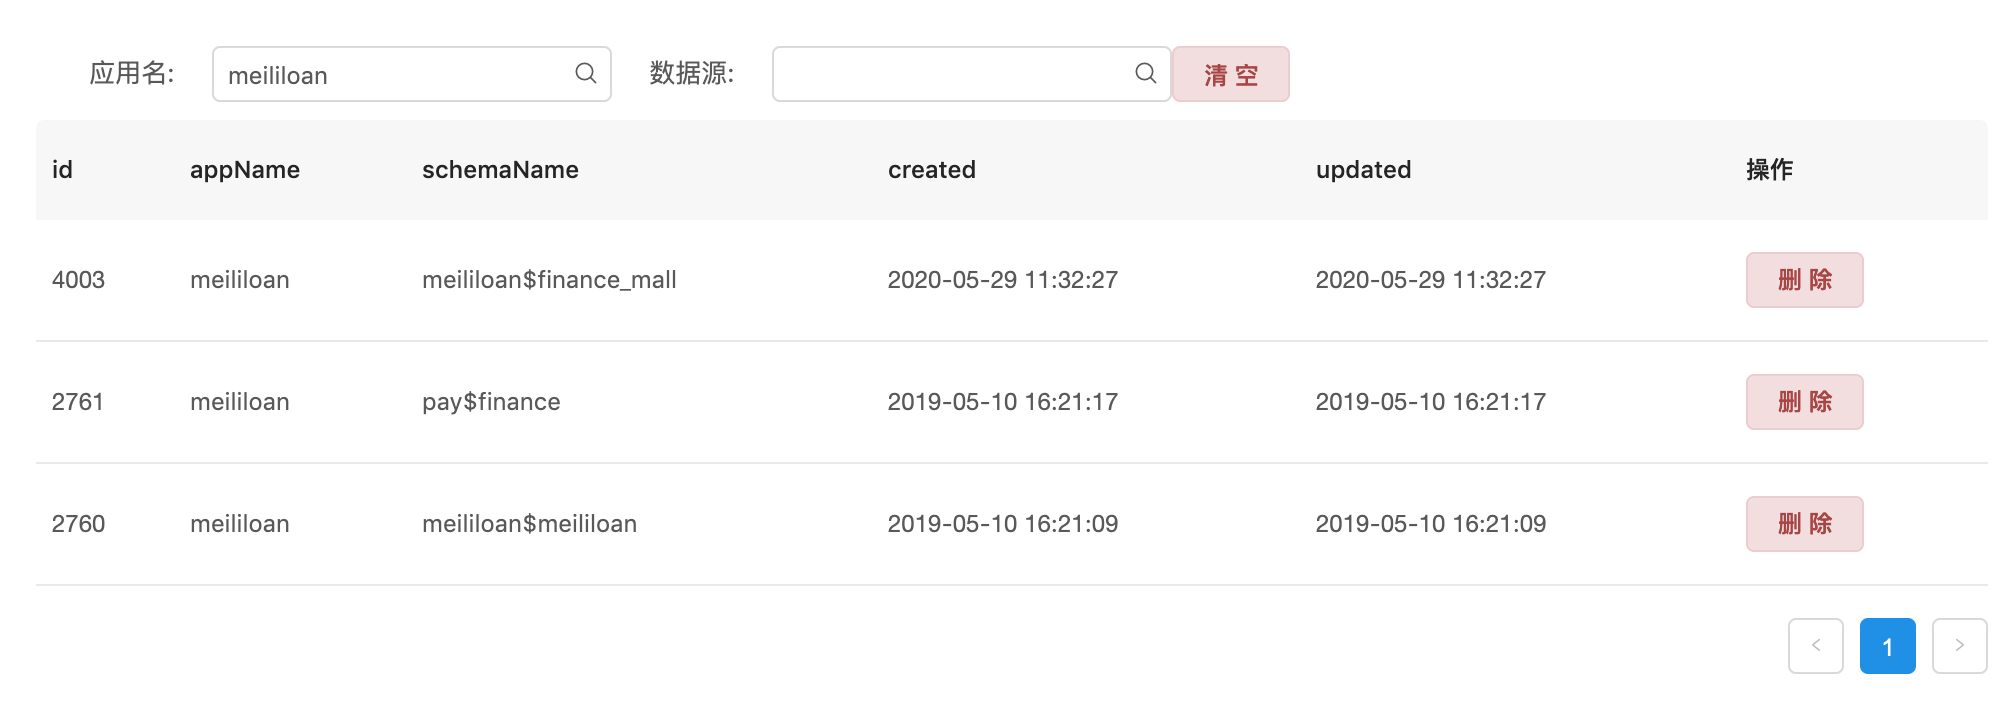 应用名: meililoan 数据源: 清 空
id appName schemaName created updated 操作
4003 meililoan meililoan$finance_mall 2020-05-29 11:32:27 2020-05-29 11:32:27 删 除
2761 meililoan pay$finance 2019-05-10 16:21:17 2019-05-10 16:21:17 删 除
2760 meililoan meililoan$meililoan 2019-05-10 16:21:09 2019-05-10 16:21:09 删 除
< 1 >